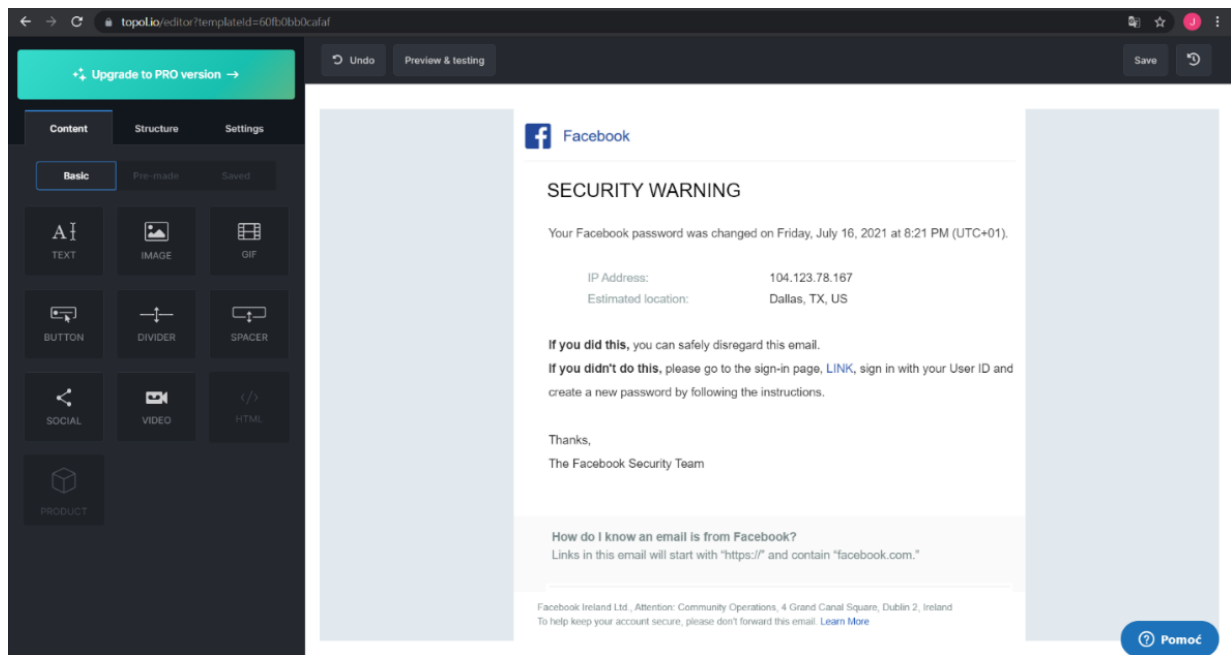 topol.io/editor?templateId=60fb0bb0cafaf
J
Upgrade to PRO version →
Undo
Preview & testing
Save
Content
Structure
Settings
Basic
Pre-made
Saved
TEXT
IMAGE
GIF
BUTTON
DIVIDER
SPACER
SOCIAL
VIDEO
HTML
PRODUCT
Facebook
SECURITY WARNING
Your Facebook password was changed on Friday, July 16, 2021 at 8:21 PM (UTC+01).
IP Address: 104.123.78.167
Estimated location: Dallas, TX, US
If you did this, you can safely disregard this email.
If you didn't do this, please go to the sign-in page, LINK, sign in with your User ID and
create a new password by following the instructions.
Thanks,
The Facebook Security Team
How do I know an email is from Facebook?
Links in this email will start with “https://” and contain “facebook.com.”
Facebook Ireland Ltd., Attention: Community Operations, 4 Grand Canal Square, Dublin 2, Ireland
To help keep your account secure, please don't forward this email. Learn More
Pomoć